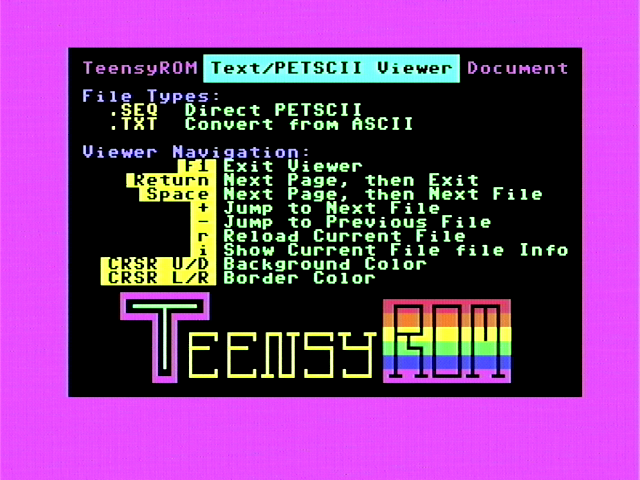 TeensyROM Text/PETSCII Viewer Document
File Types:
.SEQ Direct PETSCII
.TXT Convert from ASCII
Viewer Navigation:
F1 Exit Viewer
Return Next Page, then Exit
Space Next Page, then Next File
+ Jump to Next File
- Jump to Previous File
r Reload Current File
i Show Current File file Info
CRSR U/D Background Color
CRSR L/R Border Color
TEENSYROM